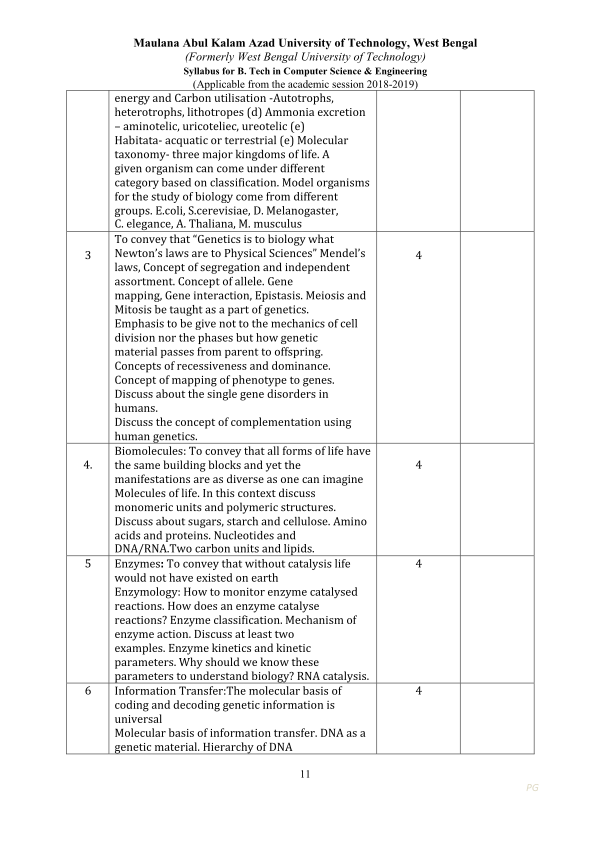 Maulana Abul Kalam Azad University of Technology, West Bengal
(Formerly West Bengal University of Technology)
Syllabus for B. Tech in Computer Science & Engineering
(Applicable from the academic session 2018-2019)
energy and Carbon utilisation -Autotrophs,
heterotrophs, lithotropes (d) Ammonia excretion
– aminotelic, uricoteliec, ureotelic (e)
Habitata- acquatic or terrestrial (e) Molecular
taxonomy- three major kingdoms of life. A
given organism can come under different
category based on classification. Model organisms
for the study of biology come from different
groups. E.coli, S.cerevisiae, D. Melanogaster,
C. elegance, A. Thaliana, M. musculus
3
To convey that “Genetics is to biology what
Newton’s laws are to Physical Sciences” Mendel’s
laws, Concept of segregation and independent
assortment. Concept of allele. Gene
mapping, Gene interaction, Epistasis. Meiosis and
Mitosis be taught as a part of genetics.
Emphasis to be give not to the mechanics of cell
division nor the phases but how genetic
material passes from parent to offspring.
Concepts of recessiveness and dominance.
Concept of mapping of phenotype to genes.
Discuss about the single gene disorders in
humans.
Discuss the concept of complementation using
human genetics.
4
4.
Biomolecules: To convey that all forms of life have
the same building blocks and yet the
manifestations are as diverse as one can imagine
Molecules of life. In this context discuss
monomeric units and polymeric structures.
Discuss about sugars, starch and cellulose. Amino
acids and proteins. Nucleotides and
DNA/RNA.Two carbon units and lipids.
4
5
Enzymes: To convey that without catalysis life
would not have existed on earth
Enzymology: How to monitor enzyme catalysed
reactions. How does an enzyme catalyse
reactions? Enzyme classification. Mechanism of
enzyme action. Discuss at least two
examples. Enzyme kinetics and kinetic
parameters. Why should we know these
parameters to understand biology? RNA catalysis.
4
6
Information Transfer:The molecular basis of
coding and decoding genetic information is
universal
Molecular basis of information transfer. DNA as a
genetic material. Hierarchy of DNA
4
11
PG